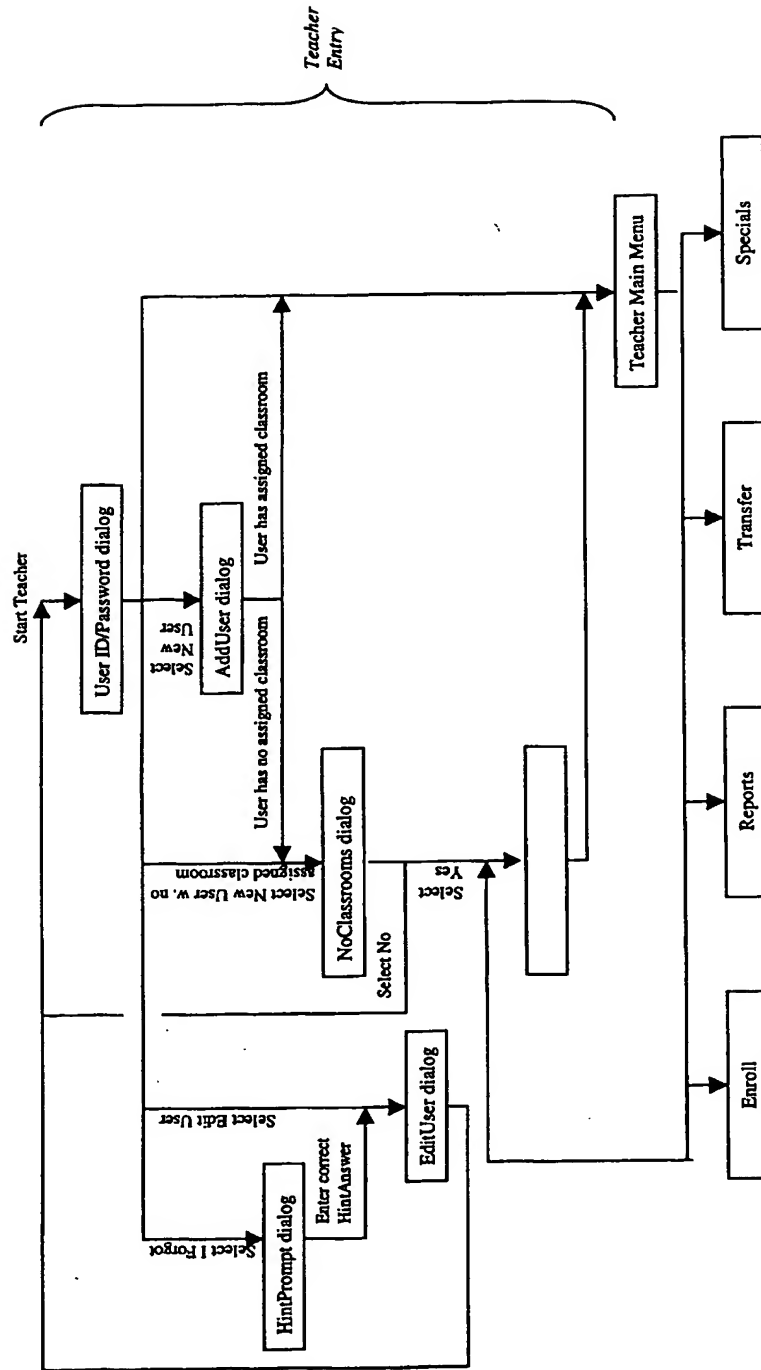 Start Teacher
User ID/Password dialog
Select
New
User
AddUser dialog
User has no assigned classroom
User has assigned classroom
Select New User w. no
assigned classroom
NoClassrooms dialog
Select No
Select
Yes
Select Edit User
Select I Forgot
HintPrompt dialog
Enter correct
HintAnswer
EditUser dialog
Teacher Main Menu
Teacher
Entry
Enroll
Reports
Transfer
Specials